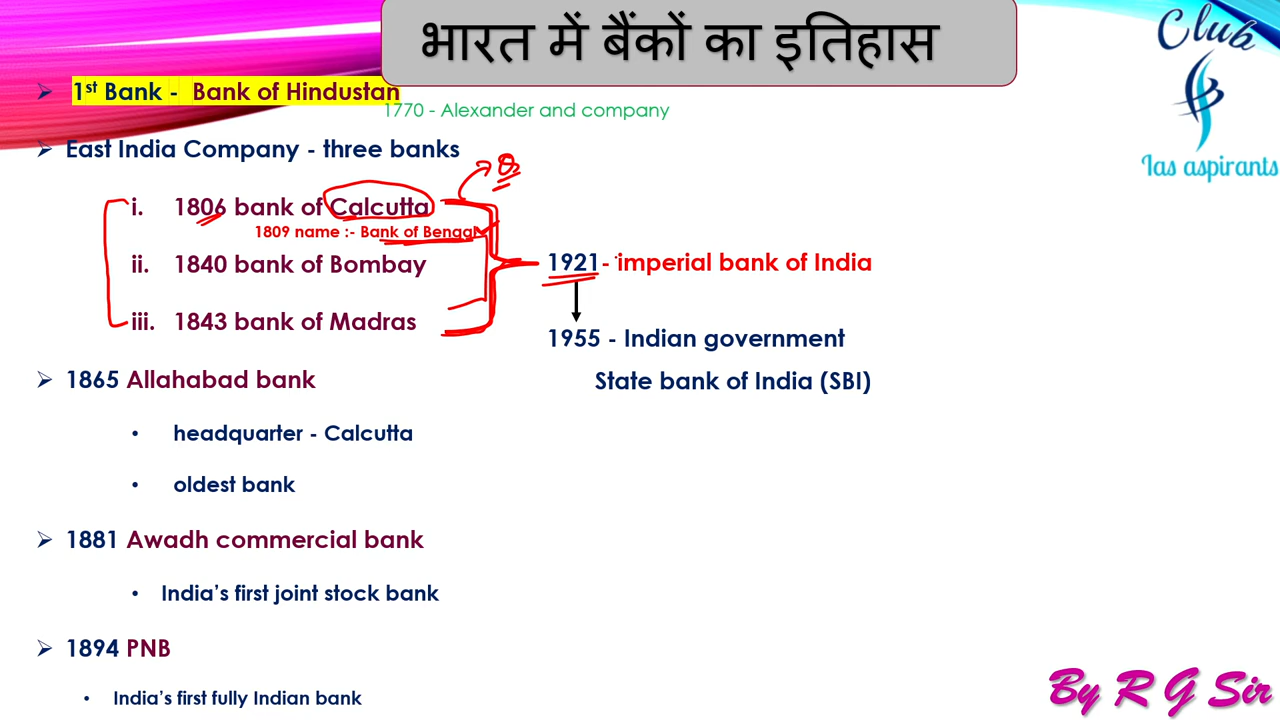 भारत में बैंकों का इतिहास
Club
Ias aspirants
1st Bank - Bank of Hindustan
1770 - Alexander and company
East India Company - three banks
i. 1806 bank of Calcutta
1809 name :- Bank of Bengal
ii. 1840 bank of Bombay
1921- imperial bank of India
iii. 1843 bank of Madras
1955 - Indian government
1865 Allahabad bank
State bank of India (SBI)
headquarter - Calcutta
oldest bank
1881 Awadh commercial bank
India's first joint stock bank
1894 PNB
India's first fully Indian bank
By R G Sir